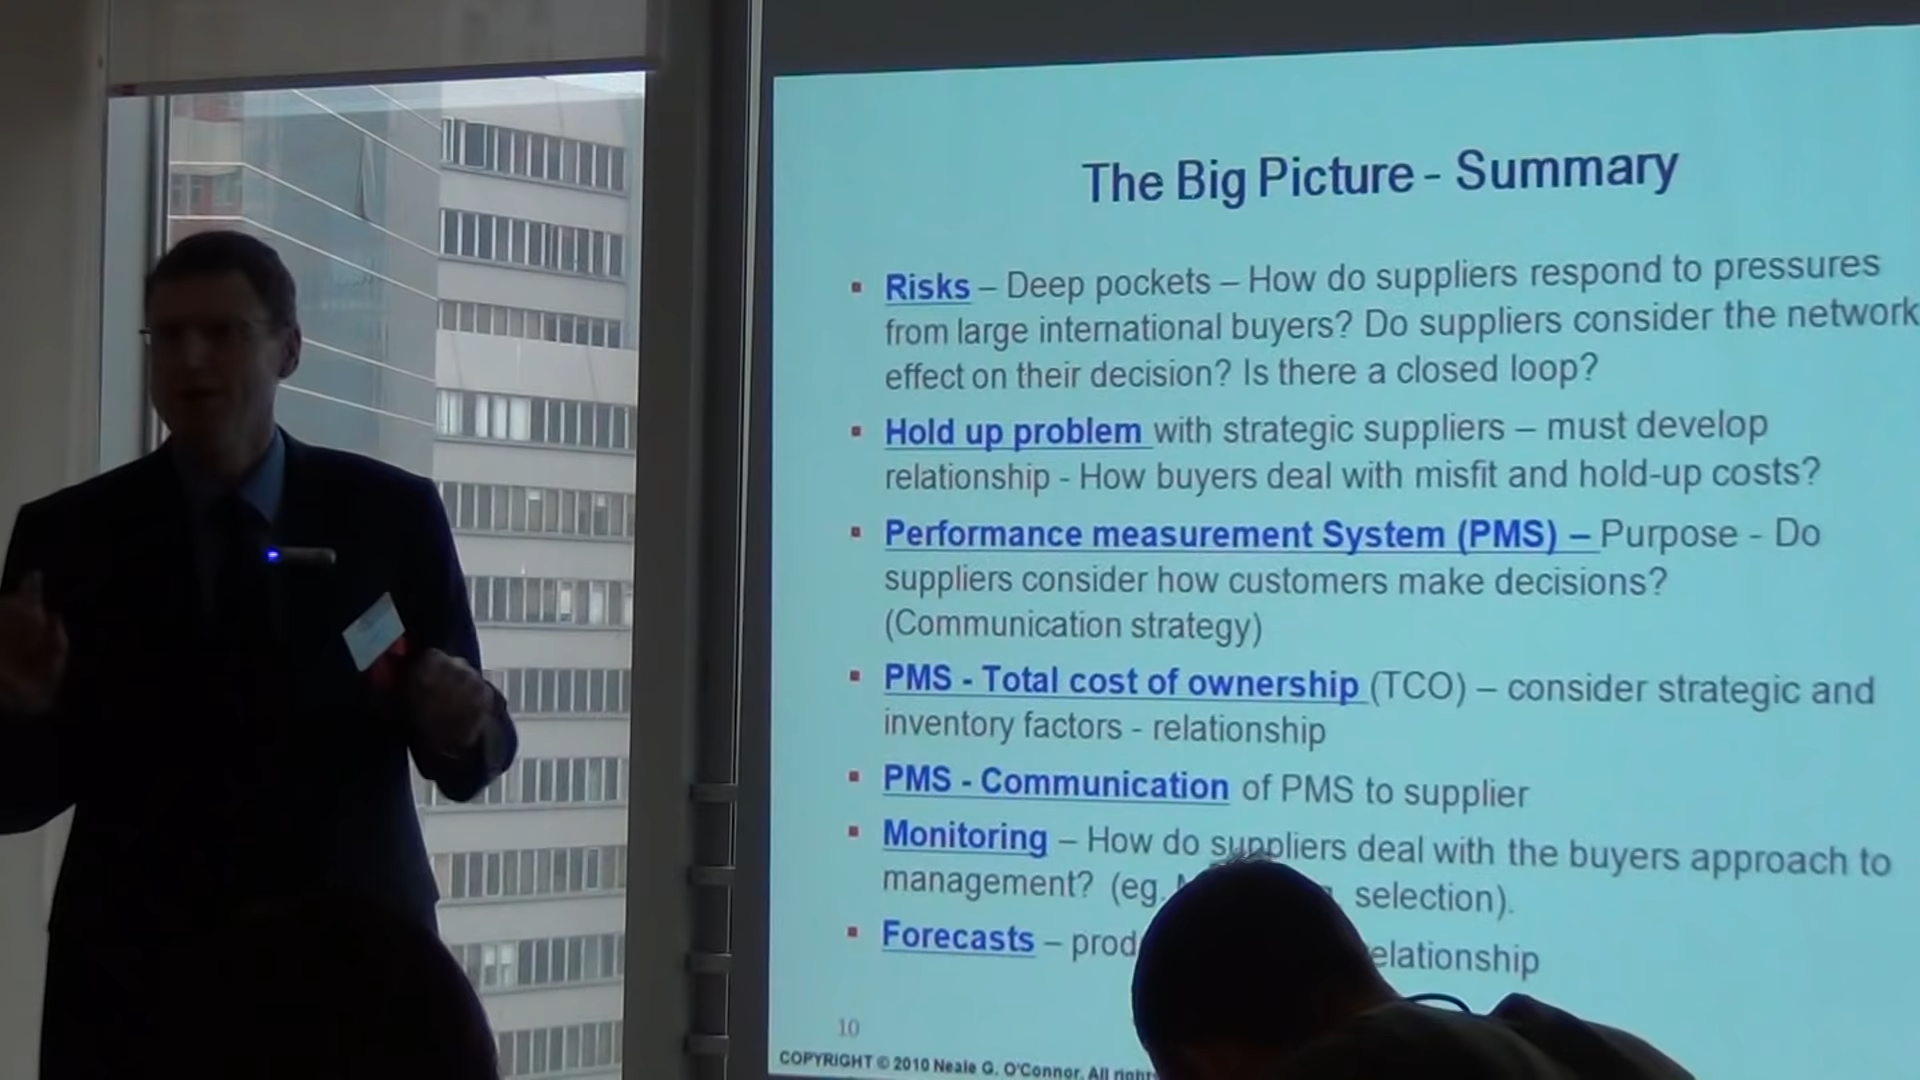 The Big Picture - Summary
▪ Risks – Deep pockets – How do suppliers respond to pressures
from large international buyers? Do suppliers consider the network
effect on their decision? Is there a closed loop?
▪ Hold up problem with strategic suppliers – must develop
relationship - How buyers deal with misfit and hold-up costs?
▪ Performance measurement System (PMS) – Purpose - Do
suppliers consider how customers make decisions?
(Communication strategy)
▪ PMS - Total cost of ownership (TCO) – consider strategic and
inventory factors - relationship
▪ PMS - Communication of PMS to supplier
▪ Monitoring – How do suppliers deal with the buyers approach to
management? (eg. selection).
▪ Forecasts –
10
COPYRIGHT © 2010 Neale G. O'Connor. All